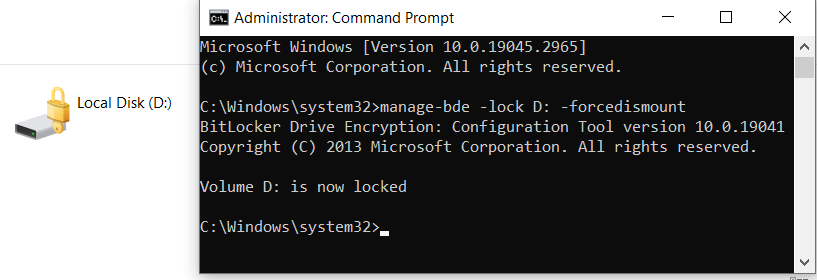 Administrator: Command Prompt
Microsoft Windows [Version 10.0.19045.2965]
(c) Microsoft Corporation. All rights reserved.
Local Disk (D:)
C:\Windows\system32>manage-bde -lock D: -forcedismount
BitLocker Drive Encryption: Configuration Tool version 10.0.19041
Copyright (C) 2013 Microsoft Corporation. All rights reserved.
Volume D: is now locked
C:\Windows\system32>